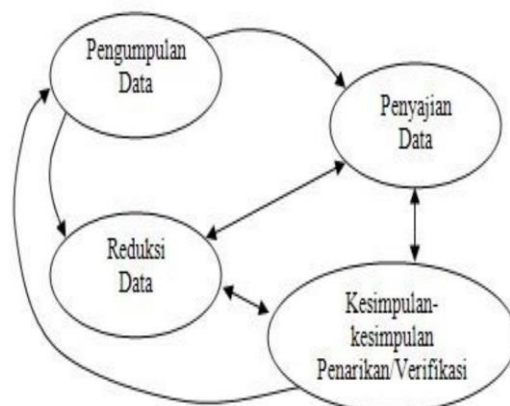 Pengumpulan
Data
Penyajian
Data
Reduksi
Data
Kesimpulan-
kesimpulan
Penarikan/Verifikasi